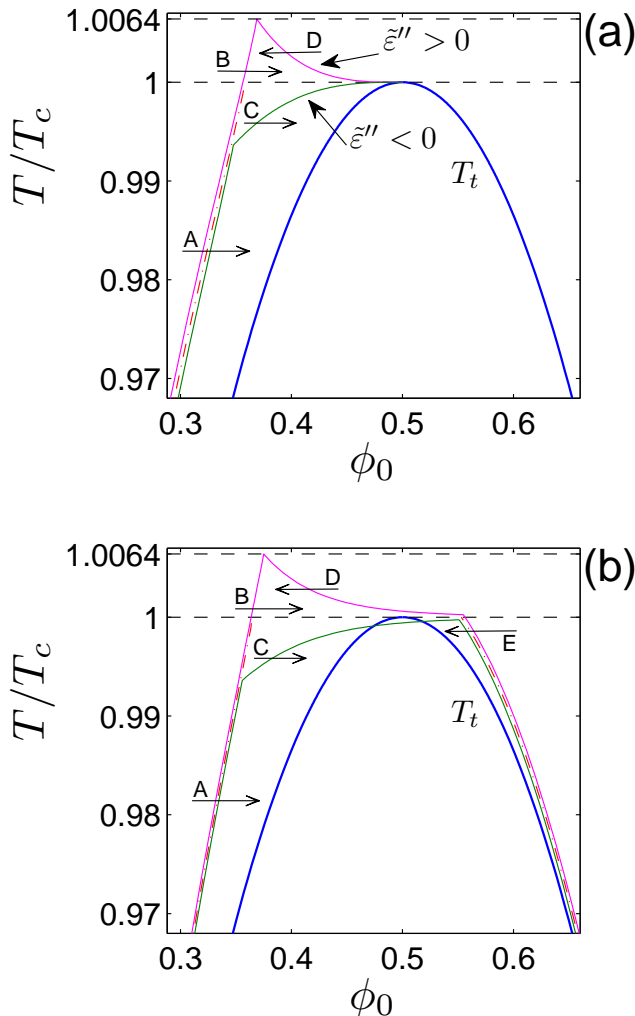 1.0064
(a)
D
ε̃″ > 0
B
1
C
ε̃″ < 0
T/T_c
0.99
T_t
A
0.98
0.97
0.3 0.4 0.5 0.6
ϕ_0
1.0064
(b)
D
B
1
E
C
T/T_c
0.99
T_t
A
0.98
0.97
0.3 0.4 0.5 0.6
ϕ_0